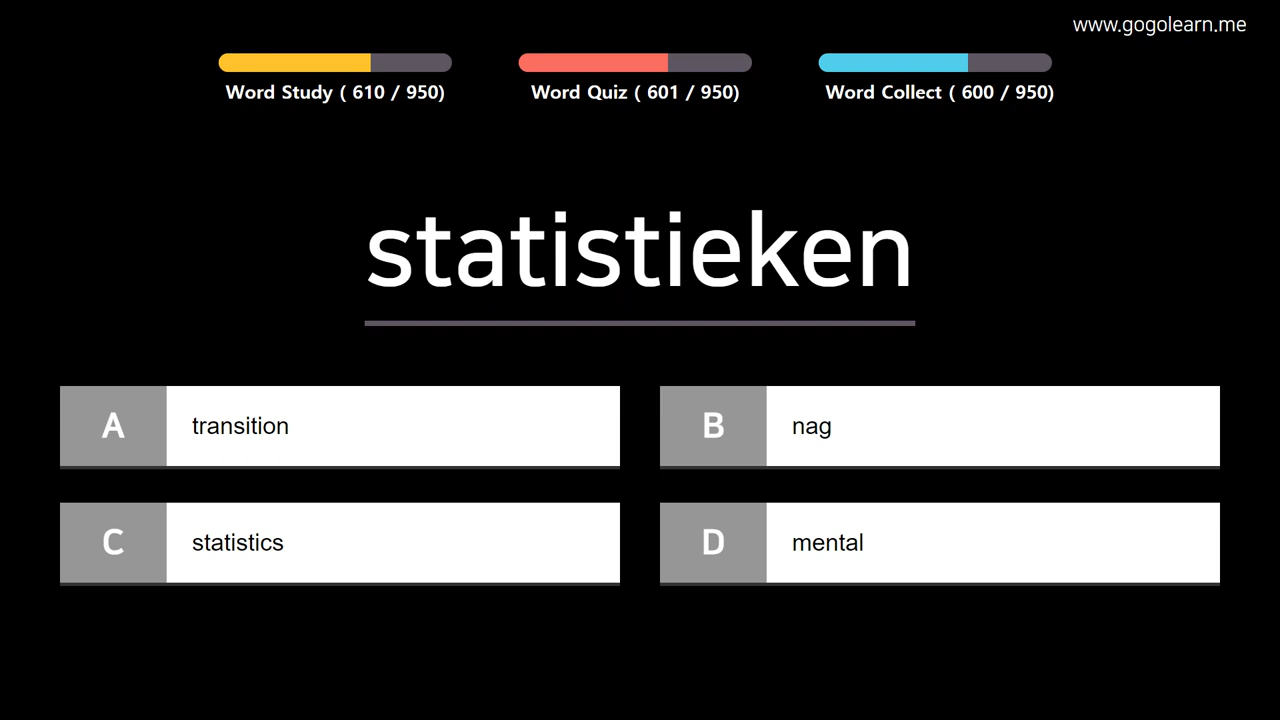 www.gogolearn.me
Word Study ( 610 / 950)
Word Quiz ( 601 / 950)
Word Collect ( 600 / 950)
statistieken
A transition
B nag
C statistics
D mental